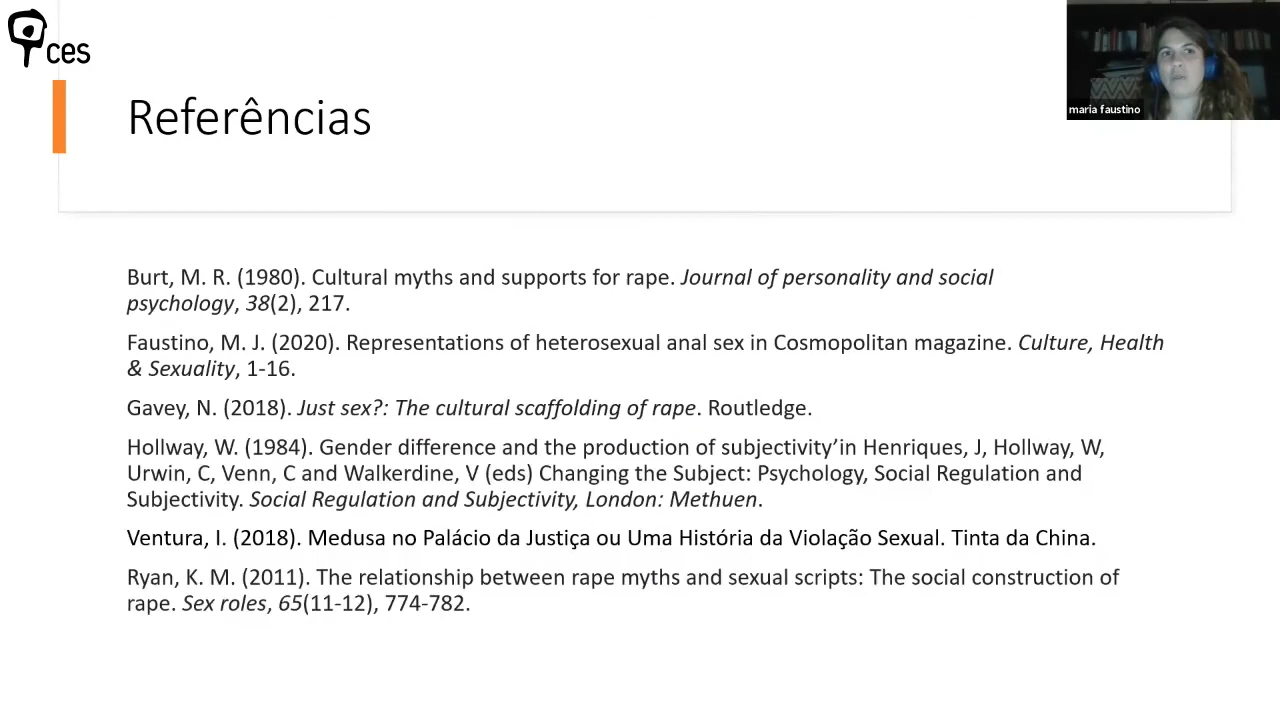 ces
maria faustino
Referências
Burt, M. R. (1980). Cultural myths and supports for rape. Journal of personality and social
psychology, 38(2), 217.
Faustino, M. J. (2020). Representations of heterosexual anal sex in Cosmopolitan magazine. Culture, Health
& Sexuality, 1-16.
Gavey, N. (2018). Just sex?: The cultural scaffolding of rape. Routledge.
Hollway, W. (1984). Gender difference and the production of subjectivity’in Henriques, J, Hollway, W,
Urwin, C, Venn, C and Walkerdine, V (eds) Changing the Subject: Psychology, Social Regulation and
Subjectivity. Social Regulation and Subjectivity, London: Methuen.
Ventura, I. (2018). Medusa no Palácio da Justiça ou Uma História da Violação Sexual. Tinta da China.
Ryan, K. M. (2011). The relationship between rape myths and sexual scripts: The social construction of
rape. Sex roles, 65(11-12), 774-782.